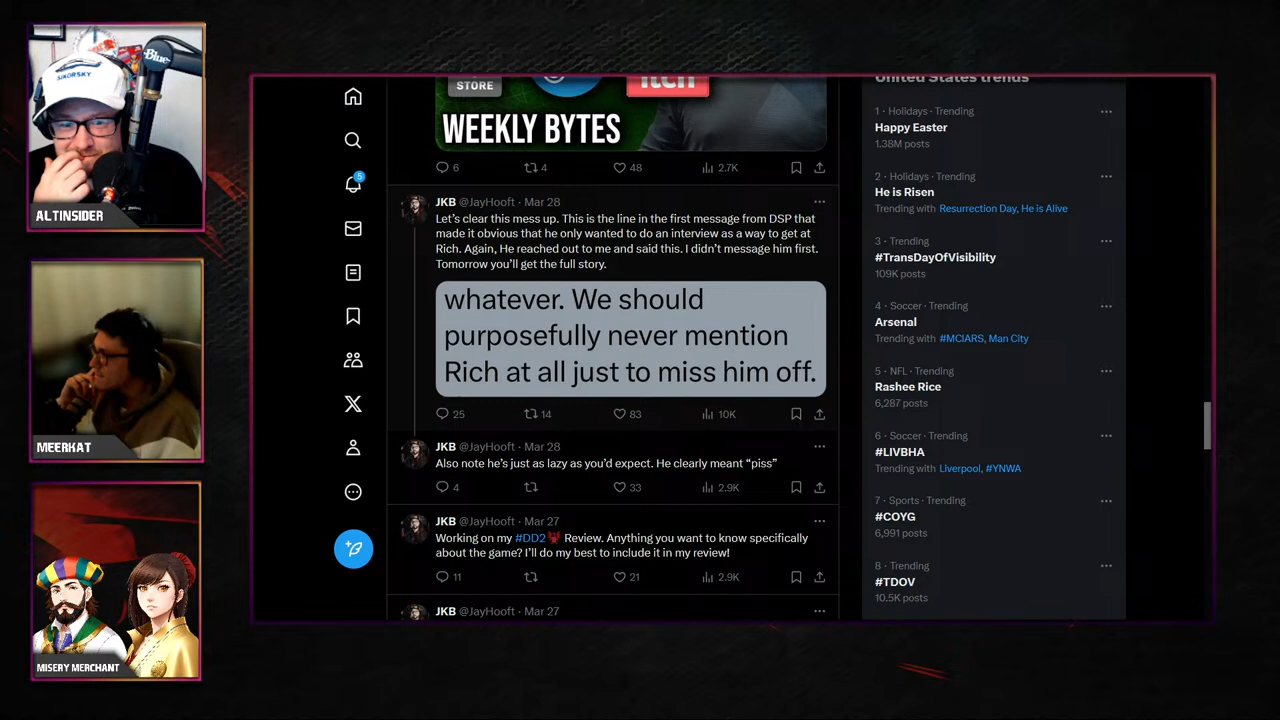 SIKORSKY
Blue
ALTINSIDER
MEERKAT
MISERY MERCHANT
STORE
itch
WEEKLY BYTES
6
4
48
2.7K
5
JKB @JayHooft · Mar 28
Let's clear this mess up. This is the line in the first message from DSP that
made it obvious that he only wanted to do an interview as a way to get at
Rich. Again, He reached out to me and said this. I didn't message him first.
Tomorrow you'll get the full story.
whatever. We should
purposefully never mention
Rich at all just to miss him off.
25
14
83
10K
JKB @JayHooft · Mar 28
Also note he's just as lazy as you'd expect. He clearly meant "piss"
4
33
2.9K
JKB @JayHooft · Mar 27
Working on my #DD2 Review. Anything you want to know specifically
about the game? I'll do my best to include it in my review!
11
21
2.9K
JKB @JayHooft · Mar 27
United States trends
1 · Holidays · Trending
Happy Easter
1.38M posts
2 · Holidays · Trending
He is Risen
Trending with Resurrection Day, He is Alive
3 · Trending
#TransDayOfVisibility
109K posts
4 · Soccer · Trending
Arsenal
Trending with #MCIARS, Man City
5 · NFL · Trending
Rashee Rice
6,287 posts
6 · Soccer · Trending
#LIVBHA
Trending with Liverpool, #YNWA
7 · Sports · Trending
#COYG
6,991 posts
8 · Trending
#TDOV
10.5K posts